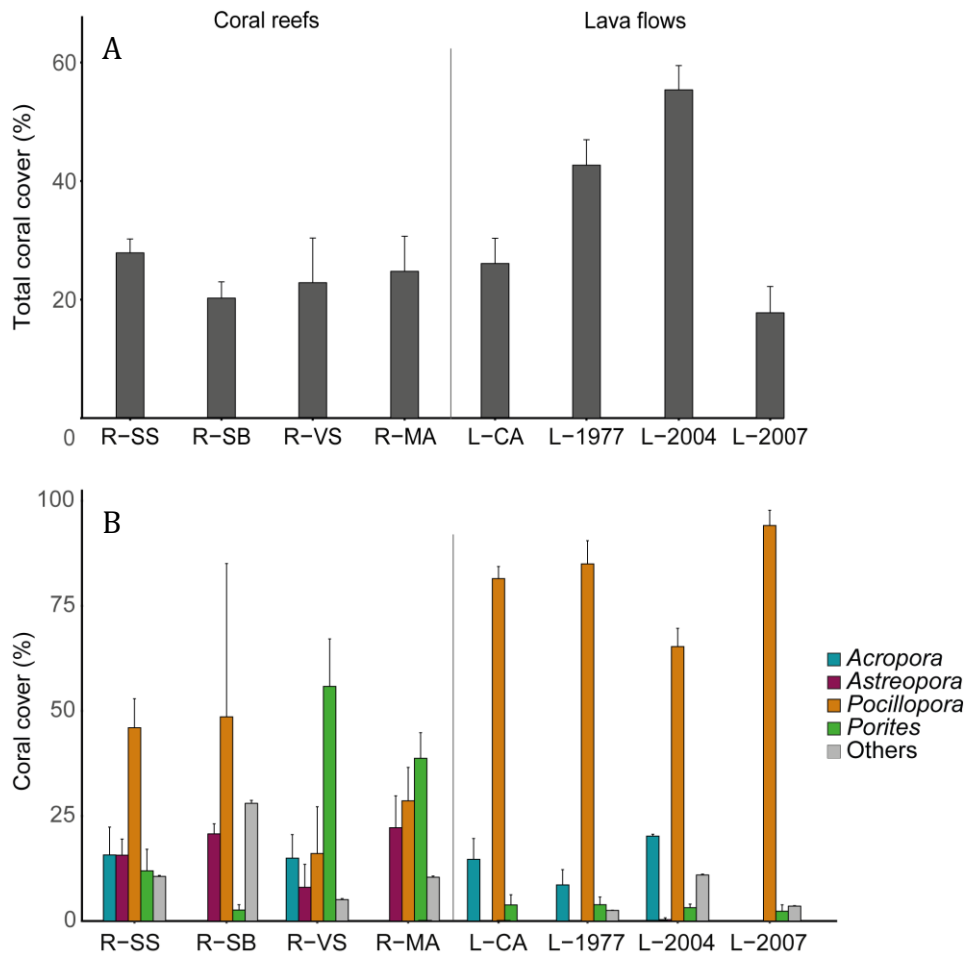 Coral reefs
Lava flows
A
Total coral cover (%)
60
40
20
0
R−SS R−SB R−VS R−MA L−CA L−1977 L−2004 L−2007
B
Coral cover (%)
100
75
50
25
0
Acropora
Astreopora
Pocillopora
Porites
Others
R−SS R−SB R−VS R−MA L−CA L−1977 L−2004 L−2007